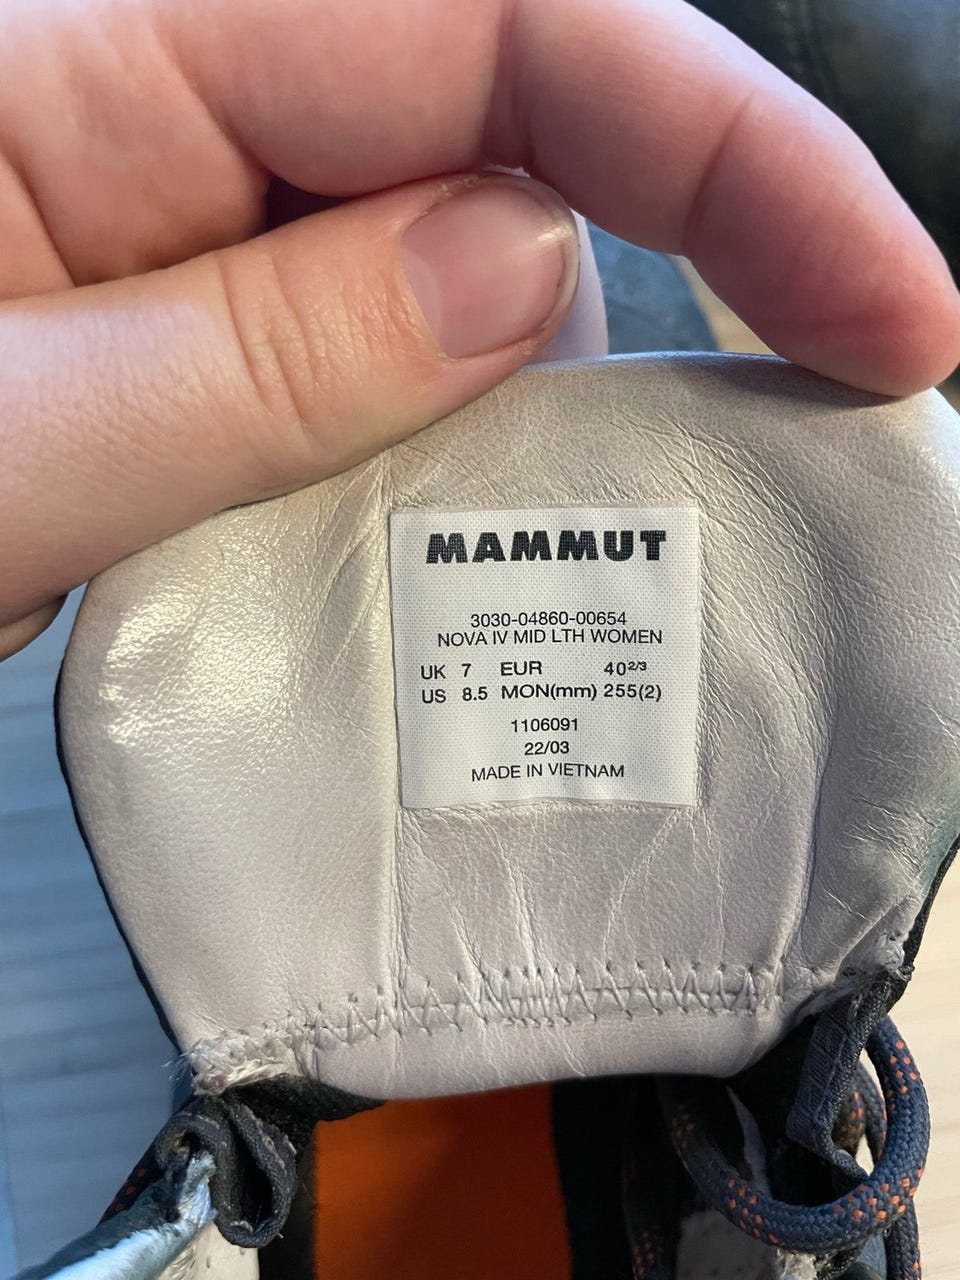 MAMMUT
3030-04860-00654
NOVA IV MID LTH WOMEN
UK 7 EUR 40 2/3
US 8.5 MON(mm) 255(2)
1106091
22/03
MADE IN VIETNAM